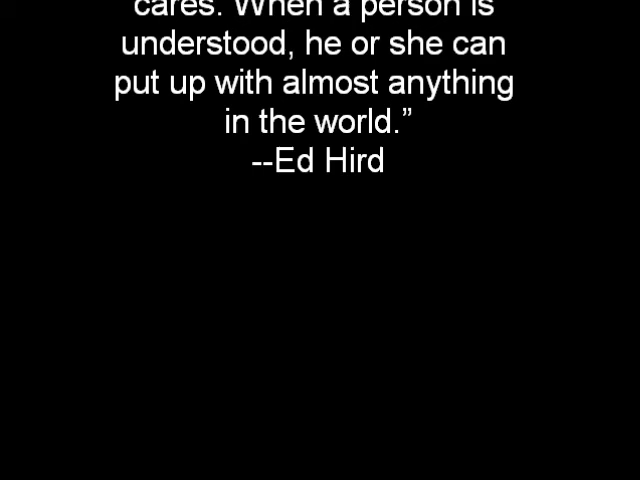 cares. When a person is
understood, he or she can
put up with almost anything
in the world.”
--Ed Hird